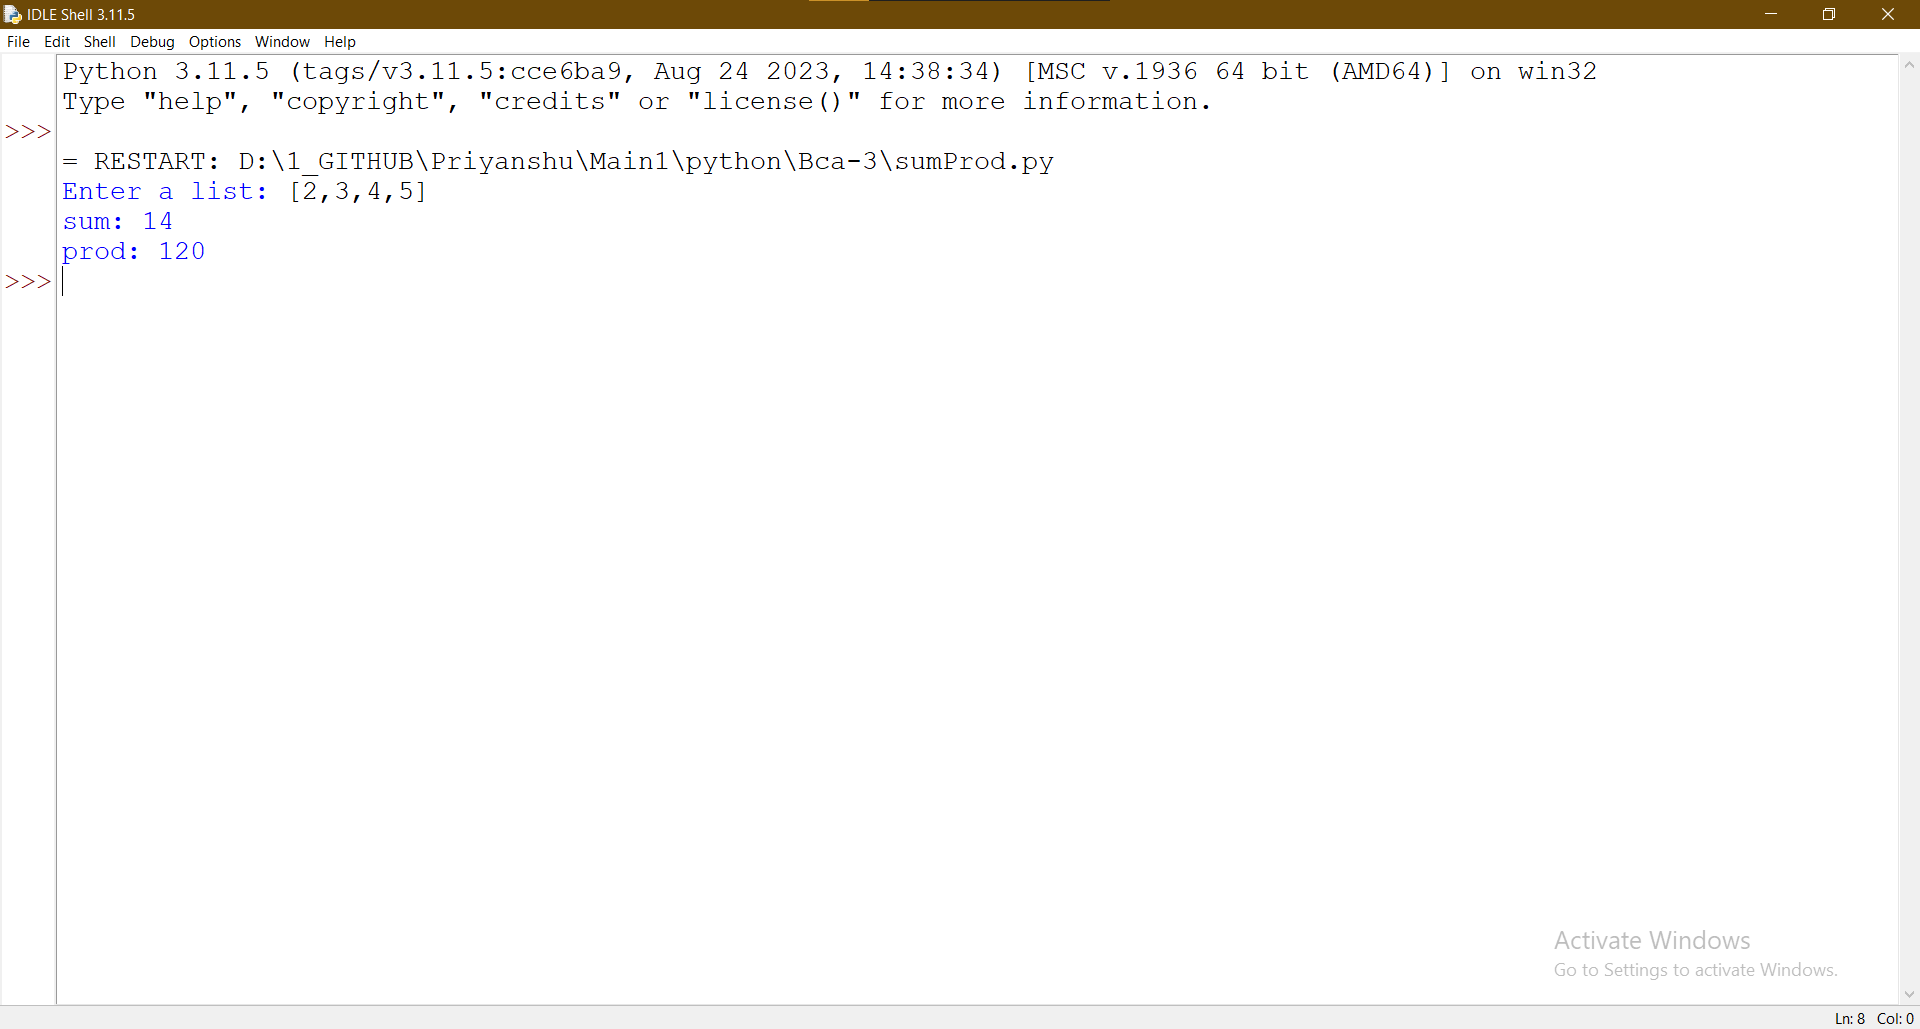 IDLE Shell 3.11.5
File Edit Shell Debug Options Window Help
Python 3.11.5 (tags/v3.11.5:cce6ba9, Aug 24 2023, 14:38:34) [MSC v.1936 64 bit (AMD64)] on win32
Type "help", "copyright", "credits" or "license()" for more information.
>>>
= RESTART: D:\1_GITHUB\Priyanshu\Main1\python\Bca-3\sumProd.py
Enter a list: [2,3,4,5]
sum: 14
prod: 120
>>>
Activate Windows
Go to Settings to activate Windows.
Ln: 8 Col: 0